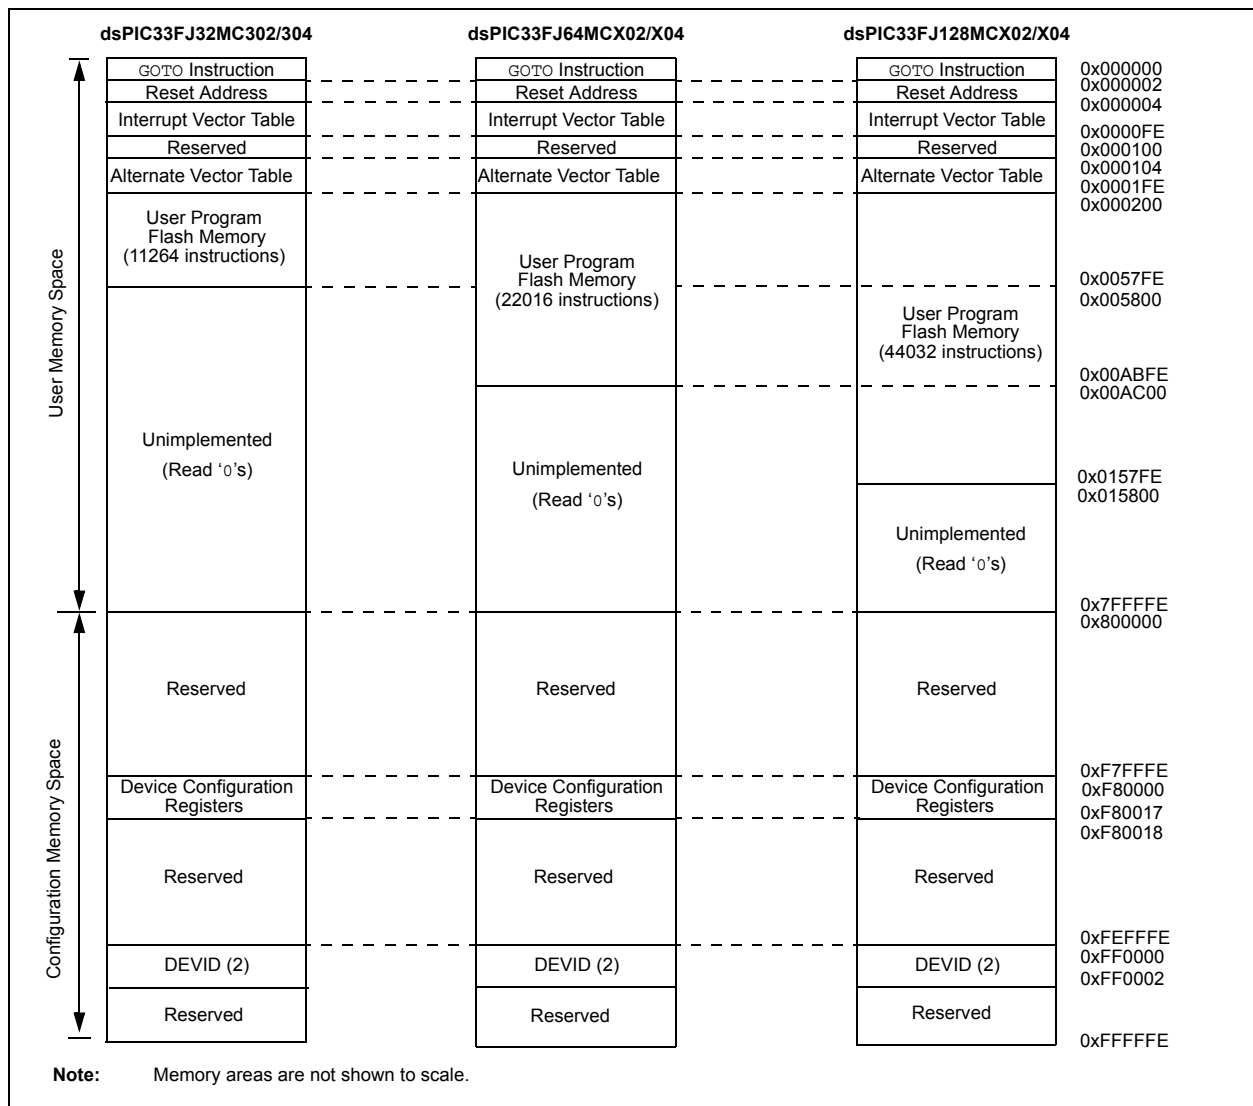 dsPIC33FJ32MC302/304
dsPIC33FJ64MCX02/X04
dsPIC33FJ128MCX02/X04
User Memory Space
Configuration Memory Space
GOTO Instruction
Reset Address
Interrupt Vector Table
Reserved
Alternate Vector Table
User Program
Flash Memory
(11264 instructions)
Unimplemented
(Read ‘0’s)
Reserved
Device Configuration
Registers
Reserved
DEVID (2)
Reserved
GOTO Instruction
Reset Address
Interrupt Vector Table
Reserved
Alternate Vector Table
User Program
Flash Memory
(22016 instructions)
Unimplemented
(Read ‘0’s)
Reserved
Device Configuration
Registers
Reserved
DEVID (2)
Reserved
GOTO Instruction
Reset Address
Interrupt Vector Table
Reserved
Alternate Vector Table
User Program
Flash Memory
(44032 instructions)
Unimplemented
(Read ‘0’s)
Reserved
Device Configuration
Registers
Reserved
DEVID (2)
Reserved
0x000000
0x000002
0x000004
0x0000FE
0x000100
0x000104
0x0001FE
0x000200
0x0057FE
0x005800
0x00ABFE
0x00AC00
0x0157FE
0x015800
0x7FFFFE
0x800000
0xF7FFFE
0xF80000
0xF80017
0xF80018
0xFEFFFE
0xFF0000
0xFF0002
0xFFFFFE
Note: Memory areas are not shown to scale.